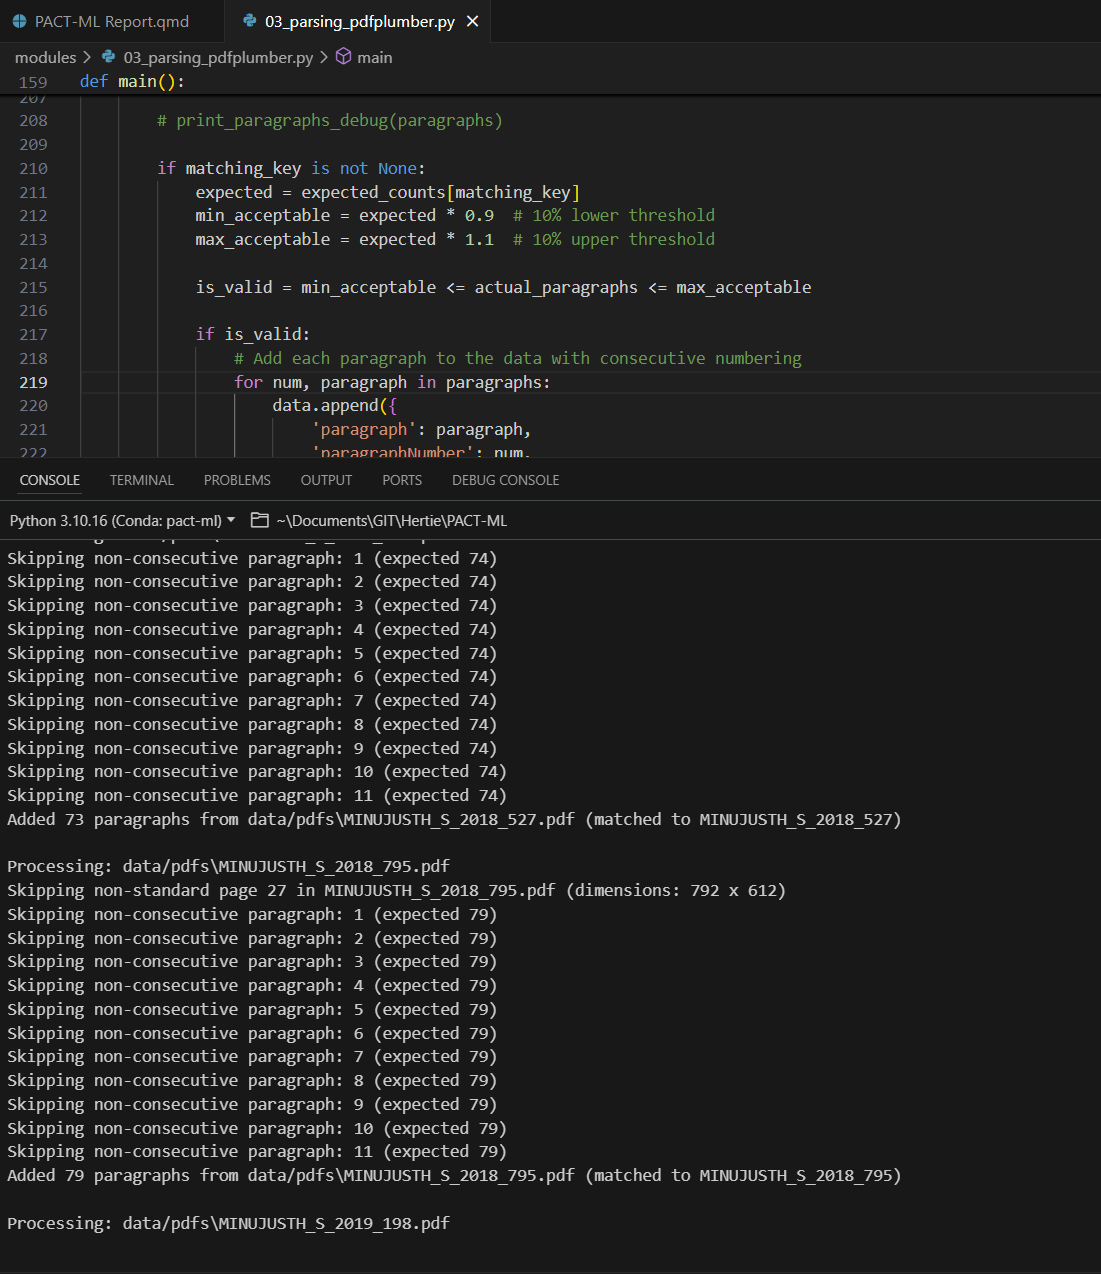 PACT-ML Report.qmd
03_parsing_pdfplumber.py
modules > 03_parsing_pdfplumber.py > main
159 def main():
207
208 # print_paragraphs_debug(paragraphs)
209
210 if matching_key is not None:
211 expected = expected_counts[matching_key]
212 min_acceptable = expected * 0.9 # 10% lower threshold
213 max_acceptable = expected * 1.1 # 10% upper threshold
214
215 is_valid = min_acceptable <= actual_paragraphs <= max_acceptable
216
217 if is_valid:
218 # Add each paragraph to the data with consecutive numbering
219 for num, paragraph in paragraphs:
220 data.append({
221 'paragraph': paragraph,
222 'paragraphNumber': num,
CONSOLE TERMINAL PROBLEMS OUTPUT PORTS DEBUG CONSOLE
Python 3.10.16 (Conda: pact-ml) ~\Documents\GIT\Hertie\PACT-ML
Skipping non-consecutive paragraph: 1 (expected 74)
Skipping non-consecutive paragraph: 2 (expected 74)
Skipping non-consecutive paragraph: 3 (expected 74)
Skipping non-consecutive paragraph: 4 (expected 74)
Skipping non-consecutive paragraph: 5 (expected 74)
Skipping non-consecutive paragraph: 6 (expected 74)
Skipping non-consecutive paragraph: 7 (expected 74)
Skipping non-consecutive paragraph: 8 (expected 74)
Skipping non-consecutive paragraph: 9 (expected 74)
Skipping non-consecutive paragraph: 10 (expected 74)
Skipping non-consecutive paragraph: 11 (expected 74)
Added 73 paragraphs from data/pdfs\MINUJUSTH_S_2018_527.pdf (matched to MINUJUSTH_S_2018_527)
Processing: data/pdfs\MINUJUSTH_S_2018_795.pdf
Skipping non-standard page 27 in MINUJUSTH_S_2018_795.pdf (dimensions: 792 x 612)
Skipping non-consecutive paragraph: 1 (expected 79)
Skipping non-consecutive paragraph: 2 (expected 79)
Skipping non-consecutive paragraph: 3 (expected 79)
Skipping non-consecutive paragraph: 4 (expected 79)
Skipping non-consecutive paragraph: 5 (expected 79)
Skipping non-consecutive paragraph: 6 (expected 79)
Skipping non-consecutive paragraph: 7 (expected 79)
Skipping non-consecutive paragraph: 8 (expected 79)
Skipping non-consecutive paragraph: 9 (expected 79)
Skipping non-consecutive paragraph: 10 (expected 79)
Skipping non-consecutive paragraph: 11 (expected 79)
Added 79 paragraphs from data/pdfs\MINUJUSTH_S_2018_795.pdf (matched to MINUJUSTH_S_2018_795)
Processing: data/pdfs\MINUJUSTH_S_2019_198.pdf